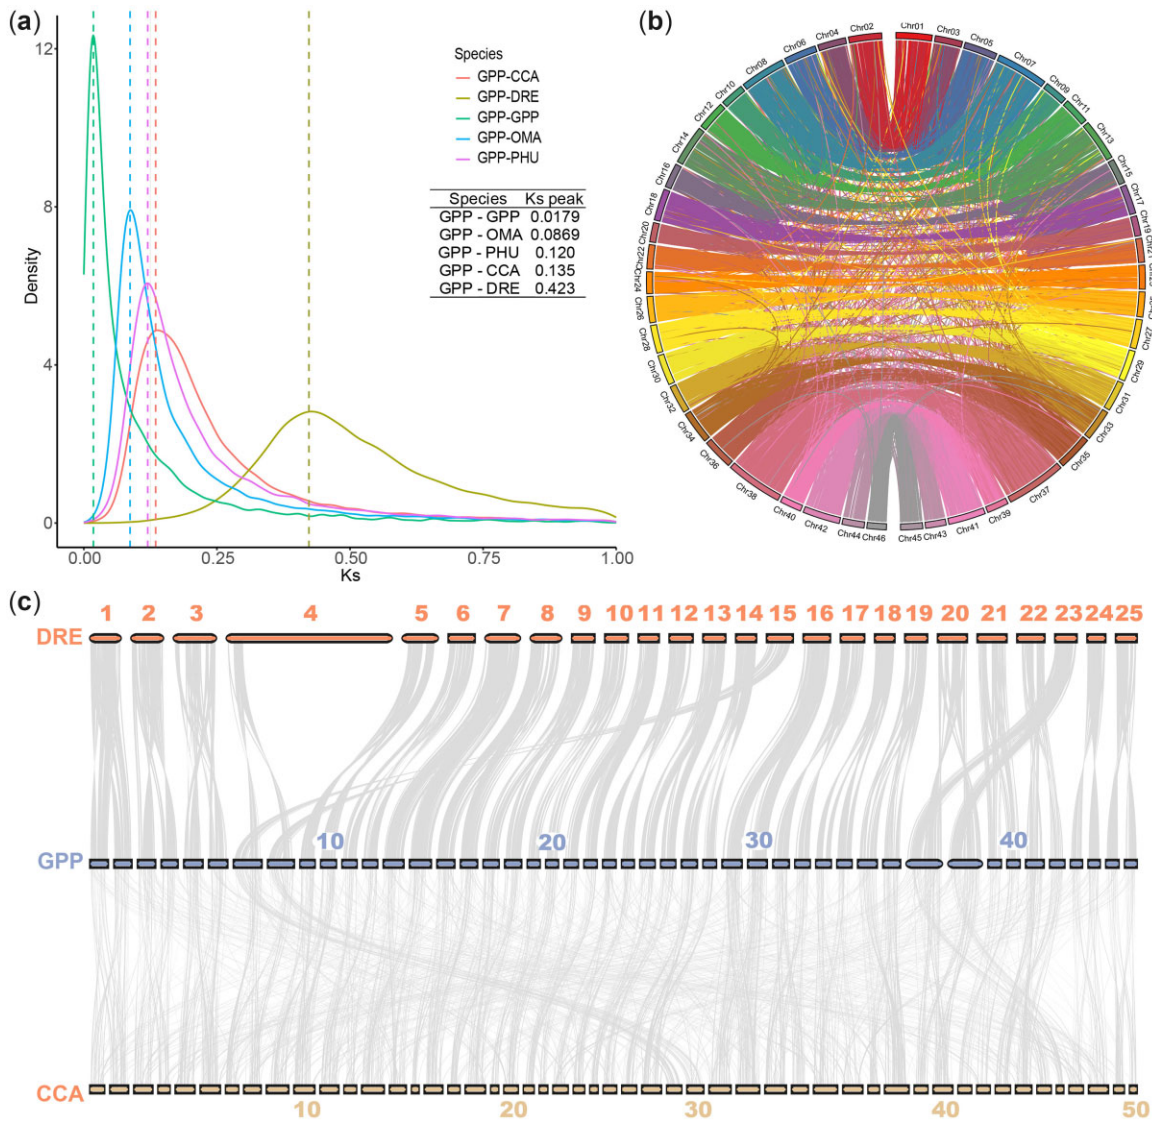 (a)
12
8
4
0
Density
0.00 0.25 0.50 0.75 1.00
Ks
Species
GPP-CCA
GPP-DRE
GPP-GPP
GPP-OMA
GPP-PHU
Species Ks peak
GPP - GPP 0.0179
GPP - OMA 0.0869
GPP - PHU 0.120
GPP - CCA 0.135
GPP - DRE 0.423
(b)
Chr01
Chr03
Chr05
Chr07
Chr09
Chr11
Chr13
Chr15
Chr17
Chr19
Chr27
Chr29
Chr31
Chr33
Chr35
Chr37
Chr39
Chr41
Chr43
Chr45
Chr46
Chr44
Chr42
Chr40
Chr38
Chr36
Chr34
Chr32
Chr30
Chr28
Chr26
Chr24
Chr22
Chr20
Chr18
Chr16
Chr14
Chr12
Chr10
Chr08
Chr06
Chr04
Chr02
(c)
1 2 3 4 5 6 7 8 9 10 11 12 13 14 15 16 17 18 19 20 21 22 23 24 25
DRE
10 20 30 40
GPP
CCA
10 20 30 40 50